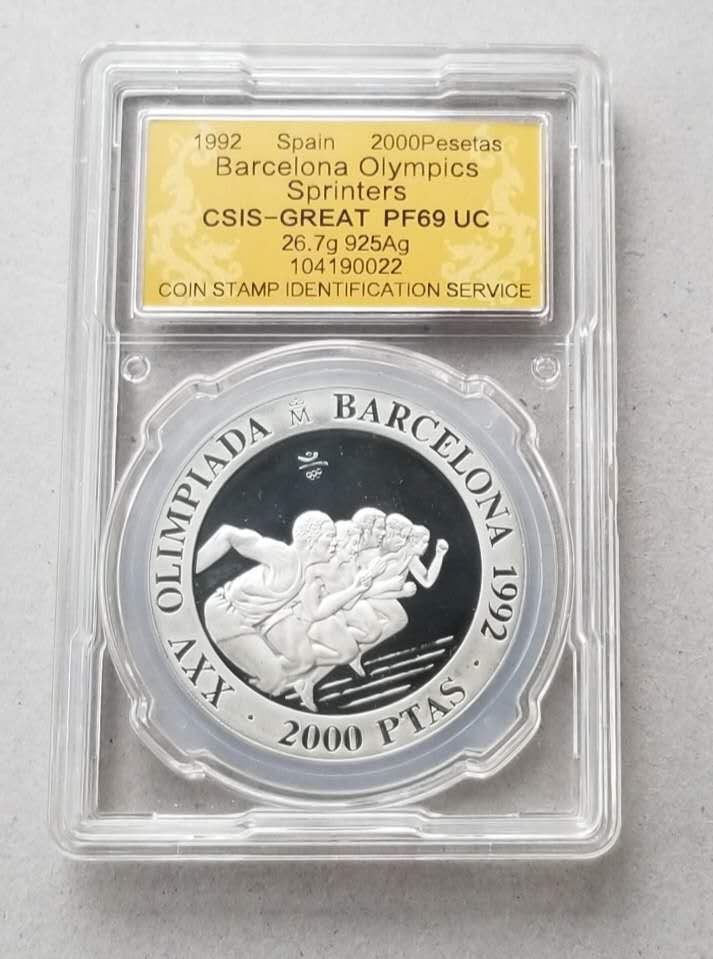 1992 Spain 2000Pesetas
Barcelona Olympics
Sprinters
CSIS-GREAT PF69 UC
26.7g 925Ag
104190022
COIN STAMP IDENTIFICATION SERVICE
XXV OLIMPIADA M BARCELONA 1992
· 2000 PTAS ·